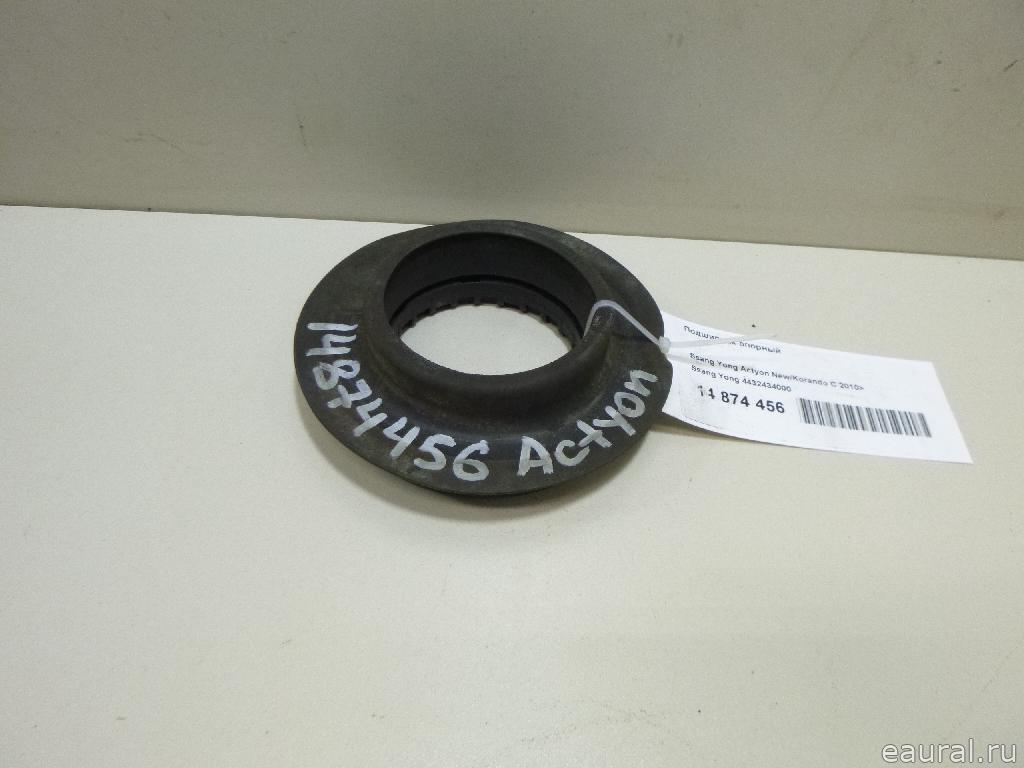 14874456 Actyon
Подшипник опорный
Ssang Yong Actyon New/Korando C 2010>
Ssang Yong 4432434000
14 874 456
eaural.ru